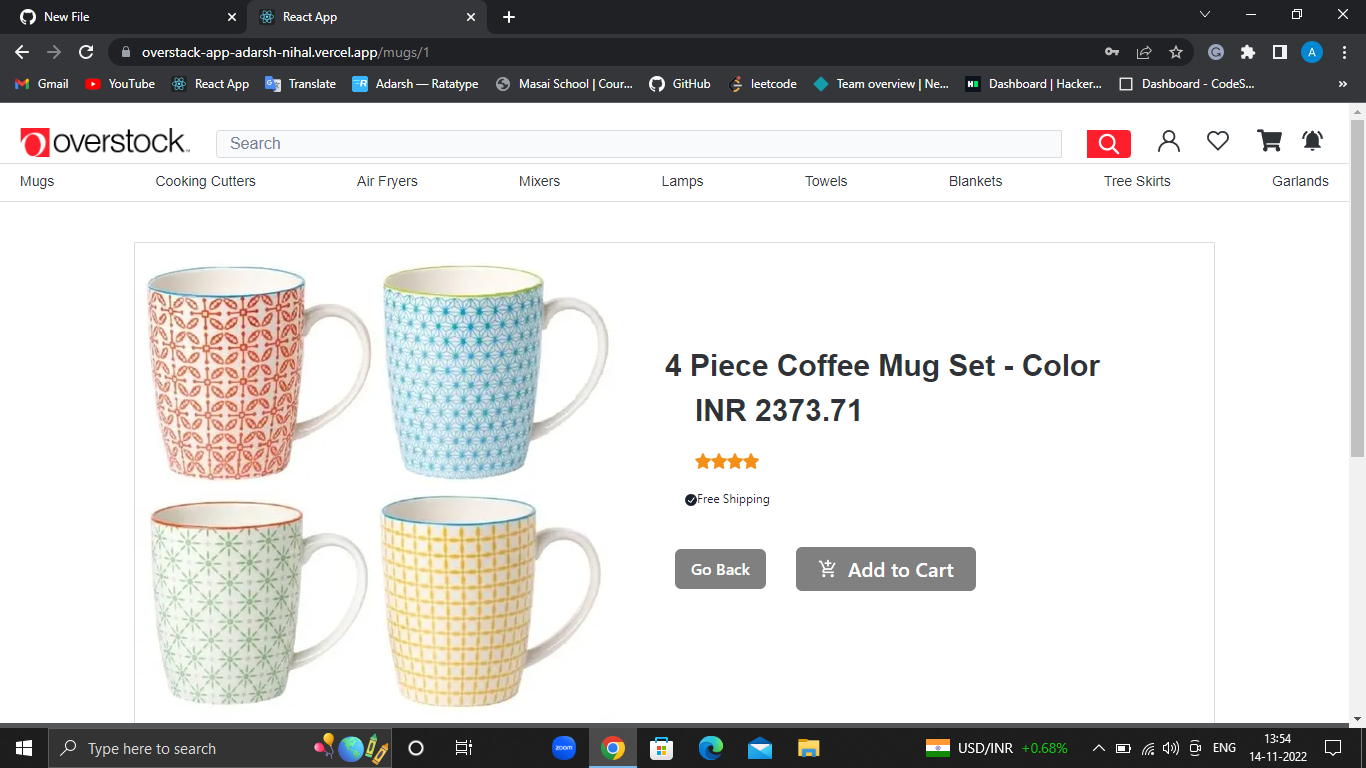 New File
React App
overstack-app-adarsh-nihal.vercel.app/mugs/1
A
Gmail YouTube React App Translate Adarsh — Ratatype Masai School | Cour... GitHub leetcode Team overview | Ne... Dashboard | Hacker... Dashboard - CodeS... »
overstock™
Search
Mugs Cooking Cutters Air Fryers Mixers Lamps Towels Blankets Tree Skirts Garlands
4 Piece Coffee Mug Set - Color
INR 2373.71
Free Shipping
Go Back Add to Cart
Type here to search
zoom
USD/INR +0.68%
ENG
13:54
14-11-2022